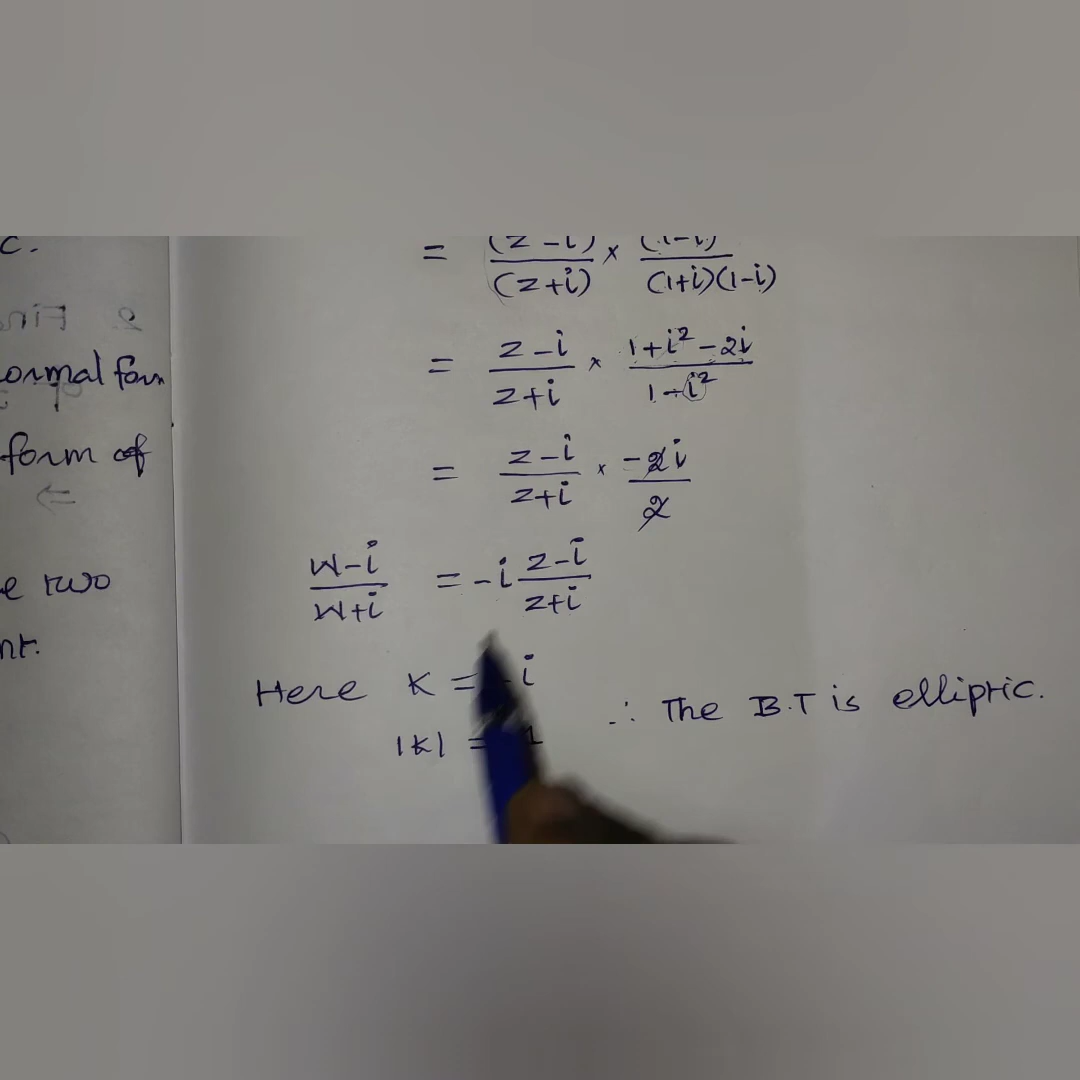 c.
ormal form
form of
e two
nt.
= (z-i)/(z+i) × (1-i)/(1+i)(1-i)
= z-i/z+i × 1+i²-2i/1-i²
= z-i/z+i × -2i/2
w-i/w+i = -i z-i/z+i
Here K = -i
|K| = 1 ∴ The B.T is elliptic.